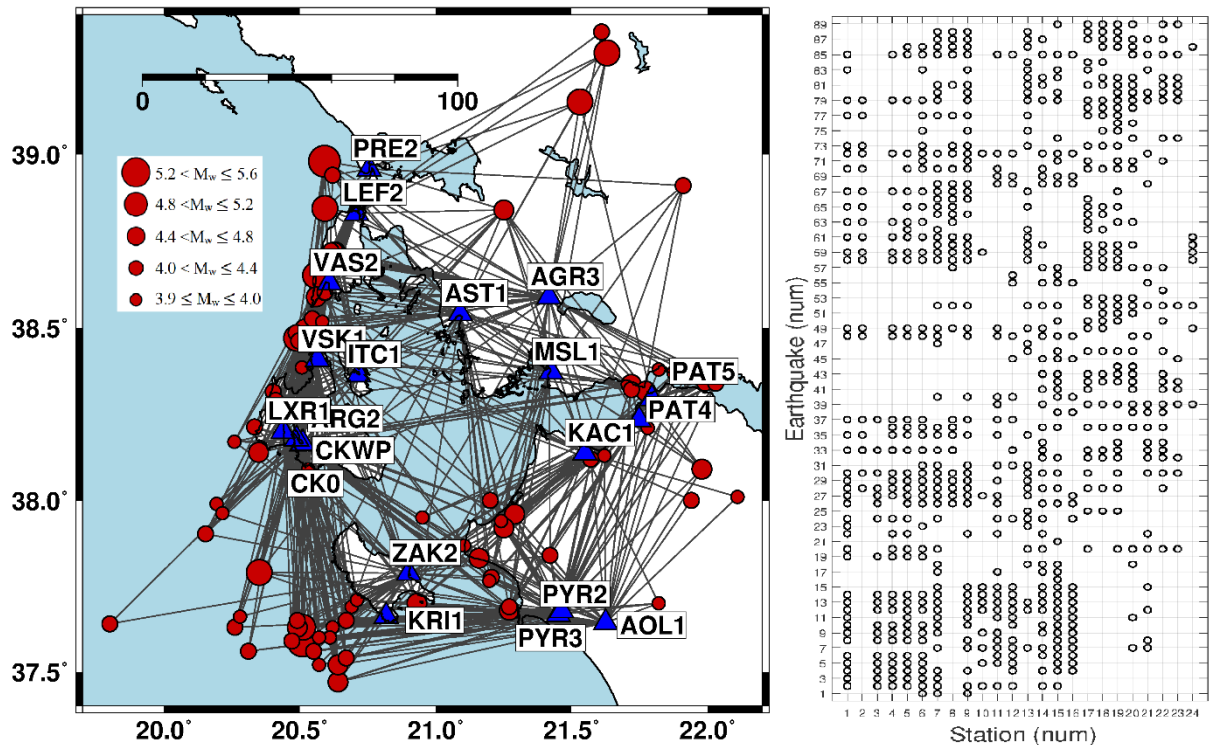 0
100
39.0°
38.5°
38.0°
37.5°
20.0°
20.5°
21.0°
21.5°
22.0°
5.2 < Mw ≤ 5.6
4.8 <Mw ≤ 5.2
4.4 <Mw ≤ 4.8
4.0 < Mw ≤ 4.4
3.9 ≤ Mw ≤ 4.0
PRE2
LEF2
VAS2
AGR3
AST1
VSK1
ITC1
MSL1
PAT5
PAT4
LXR1
ARG2
KAC1
CKWP
CK0
ZAK2
KRI1
PYR2
PYR3
AOL1
Earthquake (num)
89
87
85
83
81
79
77
75
73
71
69
67
65
63
61
59
57
55
53
51
49
47
45
43
41
39
37
35
33
31
29
27
25
23
21
19
17
15
13
11
9
7
5
3
1
1 2 3 4 5 6 7 8 9 10 11 12 13 14 15 16 17 18 19 20 21 22 23 24
Station (num)